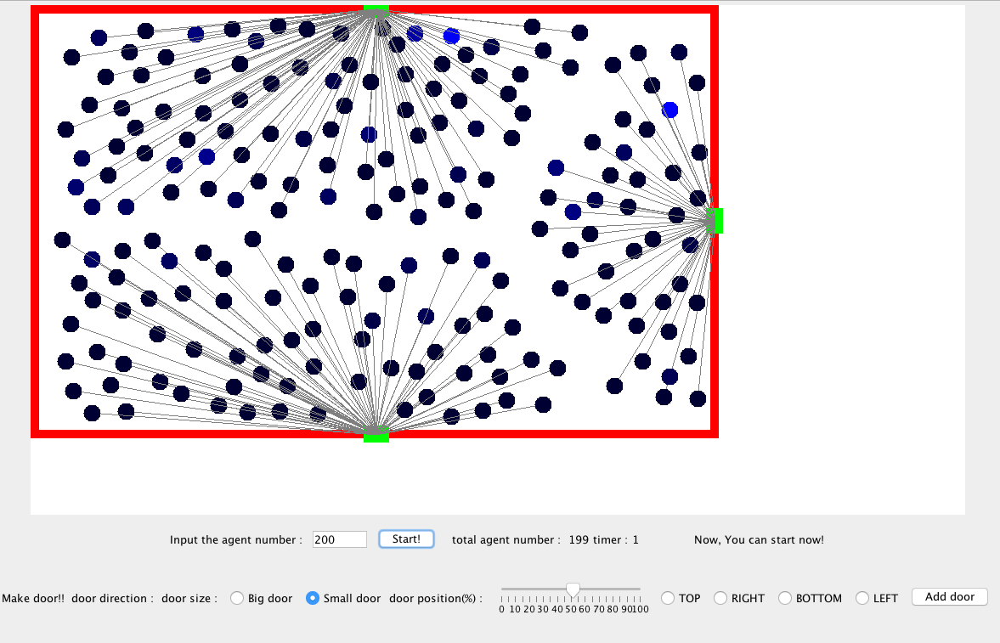 Input the agent number : 200 Start! total agent number : 199 timer : 1 Now, You can start now!
Make door!! door direction : door size : Big door Small door door position(%) : TOP RIGHT BOTTOM LEFT Add door
0 10 20 30 40 50 60 70 80 90 100